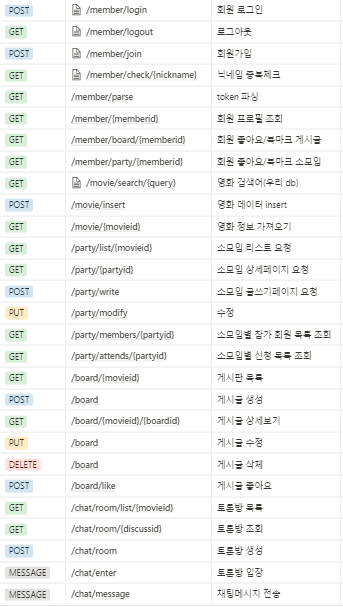 POST /member/login 회원 로그인
GET /member/logout 로그아웃
POST /member/join 회원가입
GET /member/check/{nickname} 닉네임 중복체크
GET /member/parse token 파싱
GET /member/{memberid} 회원 프로필 조회
GET /member/board/{memberid} 회원 좋아요/북마크 게시글
GET /member/party/{memberid} 회원 좋아요/북마크 소모임
GET /movie/search/{query} 영화 검색어(우리 db)
POST /movie/insert 영화 데이터 insert
GET /movie/{movieid} 영화 정보 가져오기
GET /party/list/{movieid} 소모임 리스트 요청
GET /party/{partyid} 소모임 상세페이지 요청
POST /party/write 소모임 글쓰기페이지 요청
PUT /party/modify 수정
GET /party/members/{partyid} 소모임별 참가 회원 목록 조회
GET /party/attends/{partyid} 소모임별 신청 목록 조회
GET /board/{movieid} 게시판 목록
POST /board 게시글 생성
GET /board/{movieid}/{boardid} 게시글 상세보기
PUT /board 게시글 수정
DELETE /board 게시글 삭제
POST /board/like 게시글 좋아요
GET /chat/room/list/{movieid} 토론방 목록
GET /chat/room/{discussid} 토론방 조회
POST /chat/room 토론방 생성
MESSAGE /chat/enter 토론방 입장
MESSAGE /chat/message 채팅메시지 전송